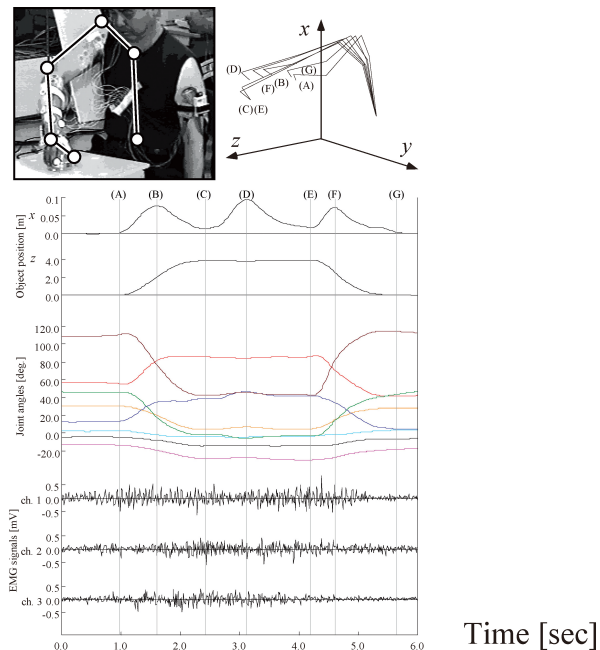 x
(D)
(G)
(B)
(F)
(A)
(C)(E)
z
y
(A) (B) (C) (D) (E) (F) (G)
Object position [m]
x
0.1
0.05
0.0
z
4.0
2.0
0.0
Joint angles [deg.]
120.0
100.0
80.0
60.0
40.0
20.0
0.0
-20.0
EMG signals [mV]
0.5
ch. 1 0.0
-0.5
0.5
ch. 2 0.0
-0.5
0.5
ch. 3 0.0
-0.5
0.0 1.0 2.0 3.0 4.0 5.0 6.0
Time [sec]